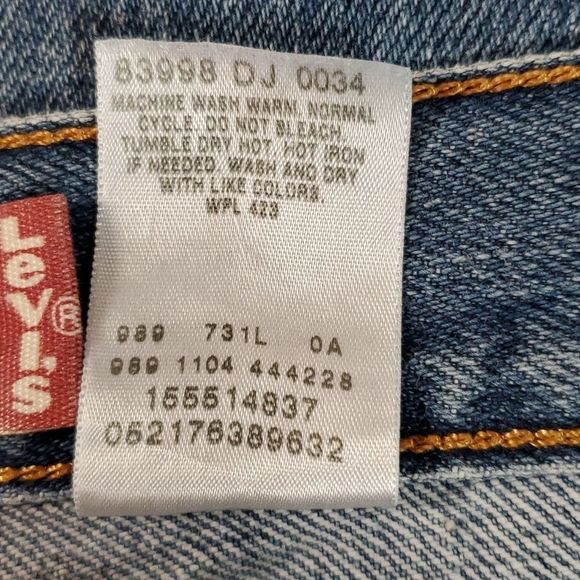 83998 DJ 0034
MACHINE WASH WARM, NORMAL
CYCLE. DO NOT BLEACH.
TUMBLE DRY HOT, HOT IRON
IF NEEDED. WASH AND DRY
WITH LIKE COLORS.
WPL 423
LeVI'S®
989 731L 0A
989 1104 444228
155514837
052176389632